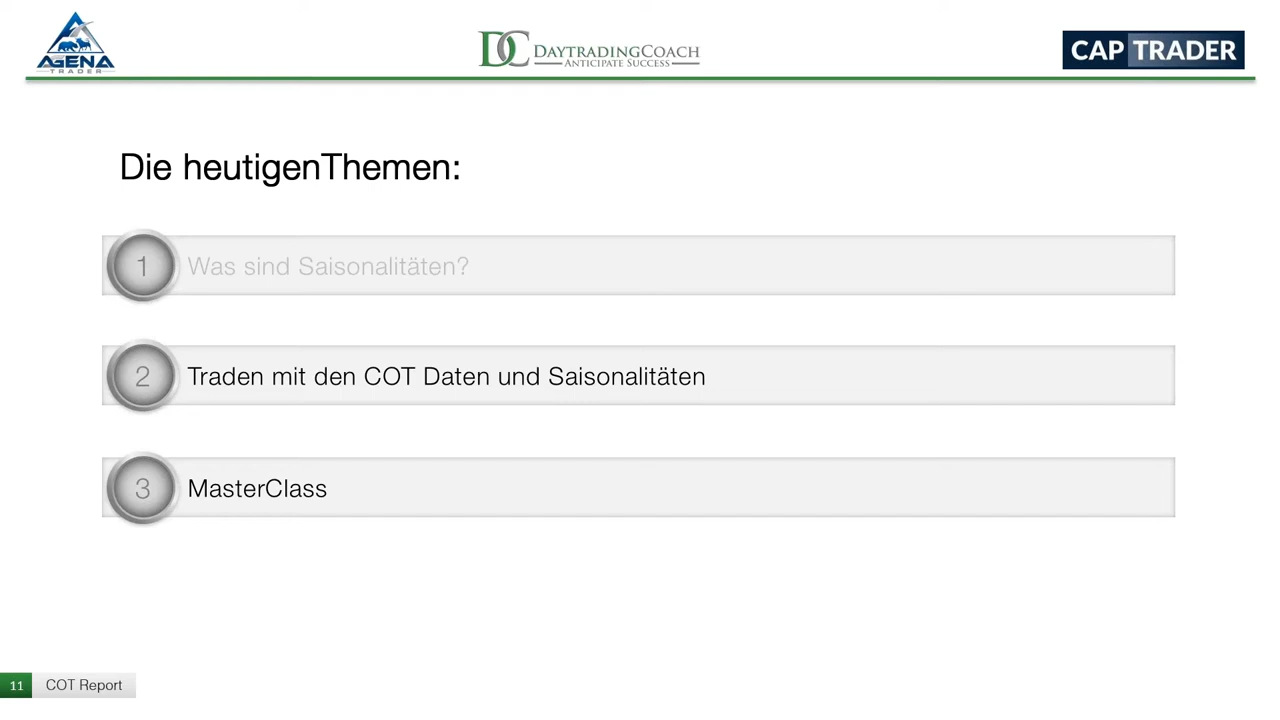 AGENA
TRADER
DC DAYTRADINGCOACH
ANTICIPATE SUCCESS
CAP TRADER
Die heutigenThemen:
1 Was sind Saisonalitäten?
2 Traden mit den COT Daten und Saisonalitäten
3 MasterClass
11 COT Report